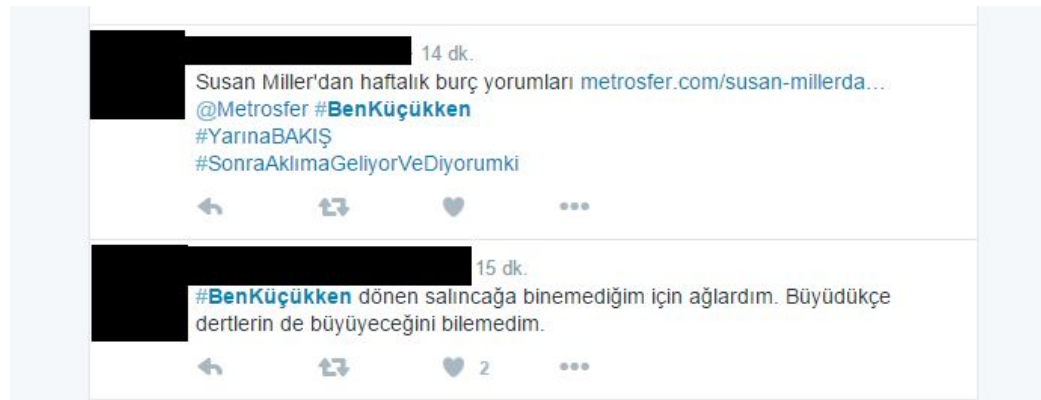 14 dk.
Susan Miller'dan haftalık burç yorumları metrosfer.com/susan-millerda...
@Metrosfer #BenKüçükken
#YarınaBAKIŞ
#SonraAklımaGeliyorVeDiyorumki
15 dk.
#BenKüçükken dönen salıncağa binemediğim için ağlardım. Büyüdükçe
dertlerin de büyüyeceğini bilemedim.
2